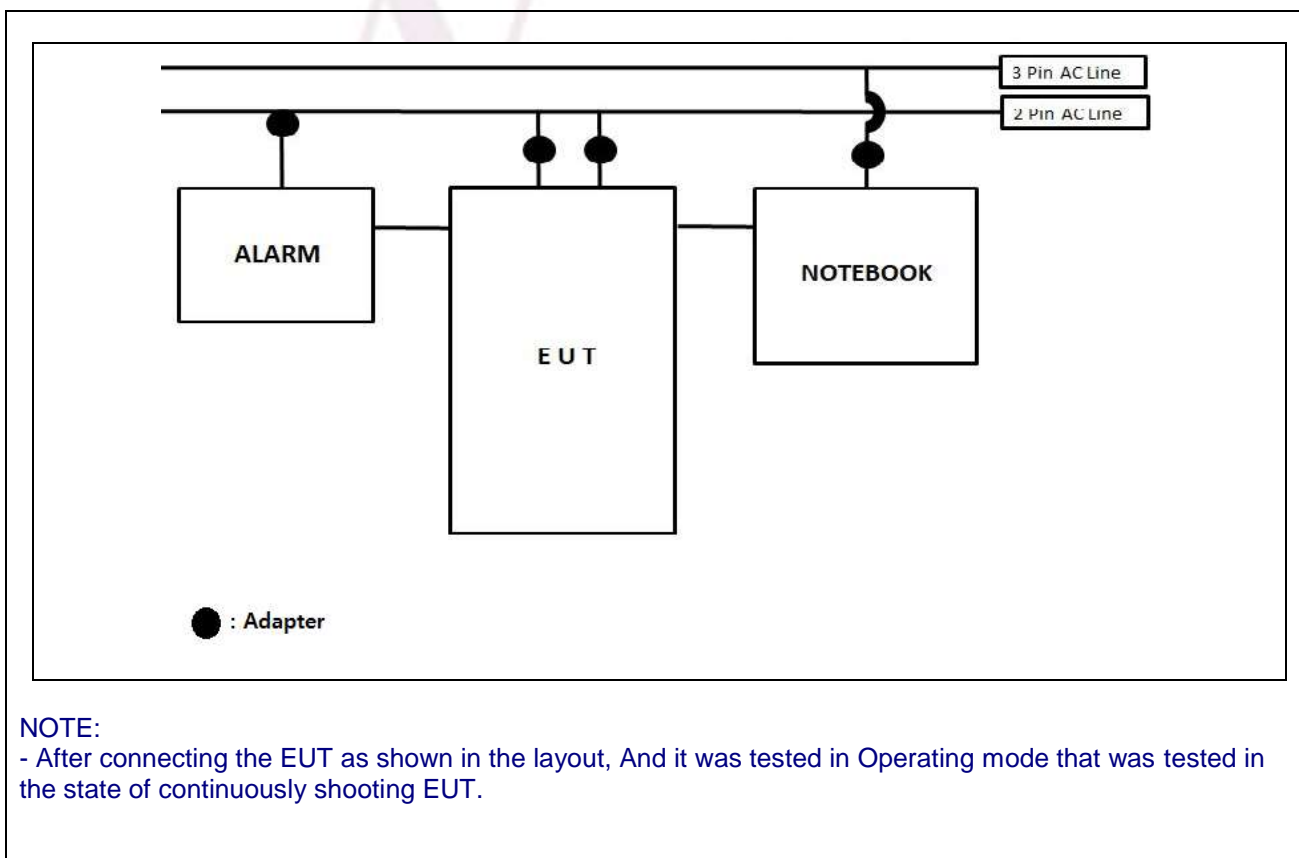 3 Pin AC Line
2 Pin AC Line
ALARM
NOTEBOOK
E U T
: Adapter
NOTE:
- After connecting the EUT as shown in the layout, And it was tested in Operating mode that was tested in
the state of continuously shooting EUT.